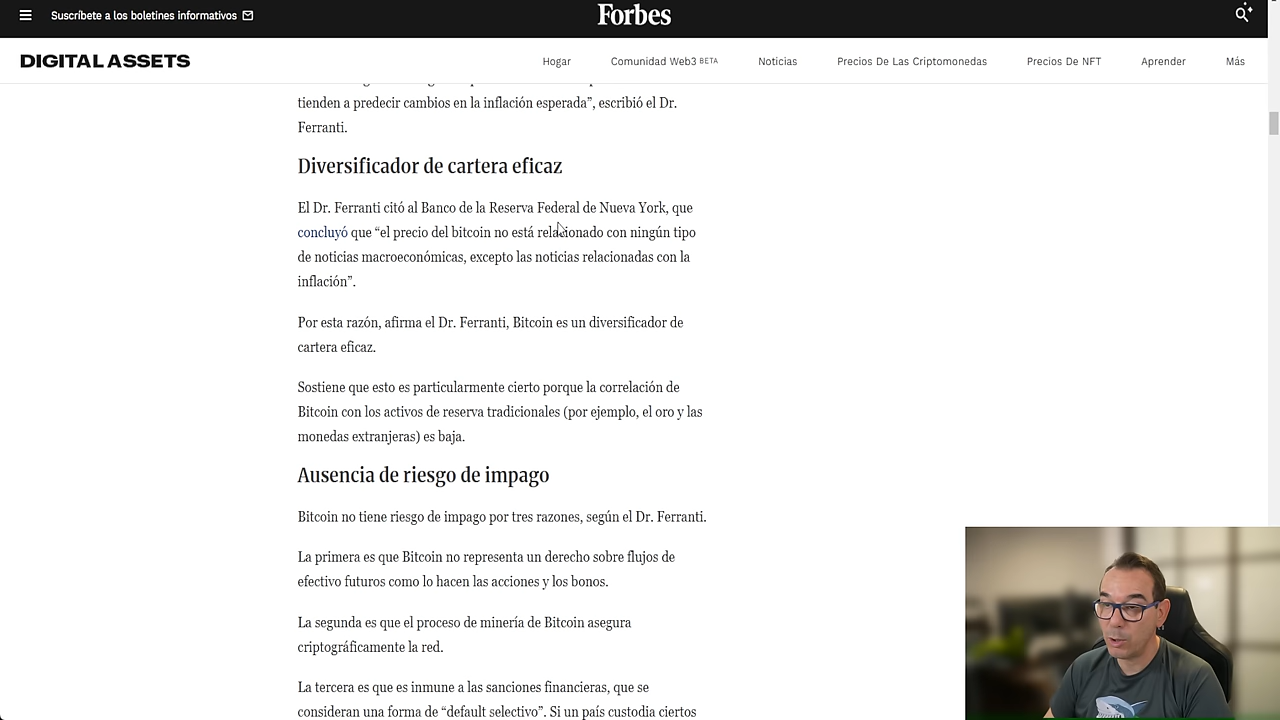 Suscríbete a los boletines informativos
Forbes
DIGITAL ASSETS
Hogar
Comunidad Web3 BETA
Noticias
Precios De Las Criptomonedas
Precios De NFT
Aprender
Más
tienden a predecir cambios en la inflación esperada”, escribió el Dr.
Ferranti.
Diversificador de cartera eficaz
El Dr. Ferranti citó al Banco de la Reserva Federal de Nueva York, que
concluyó que “el precio del bitcoin no está relacionado con ningún tipo
de noticias macroeconómicas, excepto las noticias relacionadas con la
inflación”.
Por esta razón, afirma el Dr. Ferranti, Bitcoin es un diversificador de
cartera eficaz.
Sostiene que esto es particularmente cierto porque la correlación de
Bitcoin con los activos de reserva tradicionales (por ejemplo, el oro y las
monedas extranjeras) es baja.
Ausencia de riesgo de impago
Bitcoin no tiene riesgo de impago por tres razones, según el Dr. Ferranti.
La primera es que Bitcoin no representa un derecho sobre flujos de
efectivo futuros como lo hacen las acciones y los bonos.
La segunda es que el proceso de minería de Bitcoin asegura
criptográficamente la red.
La tercera es que es inmune a las sanciones financieras, que se
consideran una forma de “default selectivo”. Si un país custodia ciertos